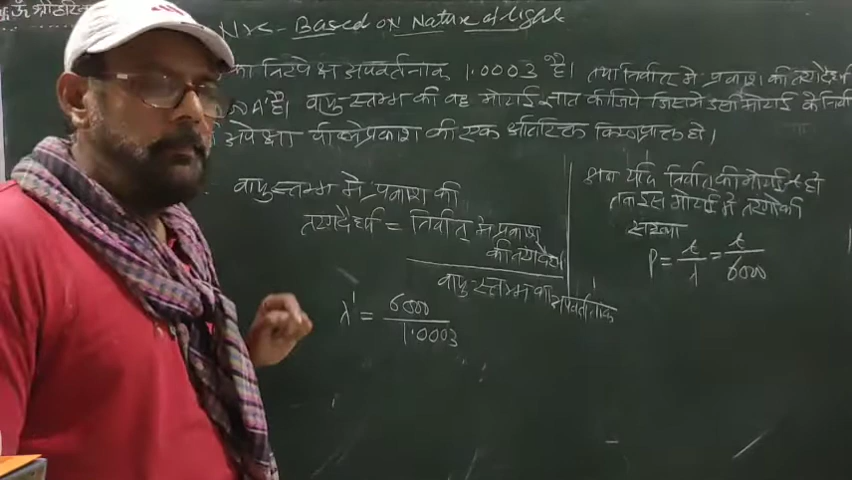 Based on Nature of light
का निरपेक्ष अपवर्तनांक 1.0003 है। तथा निर्वात् में प्रकाश की तरंगदैर्ध्य
है। वायु स्तम्भ की वह मोटाई ज्ञात कीजिये जिसमें उसी मोटाई के
अपेक्षा पीले प्रकाश की एक अतिरिक्त किरण प्राप्त हो।
वायु स्तम्भ में प्रकाश की
तरंगदैर्ध्य = निर्वात् में प्रकाश
की तरंगदैर्ध्य
वायु स्तम्भ का अपवर्तनांक
λ' = 6000
1.0003
अब यदि निर्वात् की मोटाई t हो
तब इस मोटाई में तरंगो की
संख्या
P = t/λ = t/6000